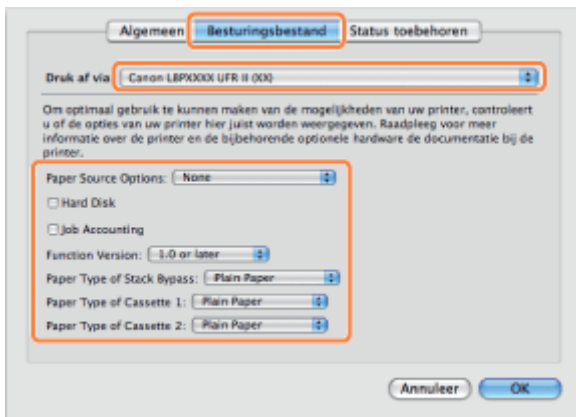 Algemeen Besturingsbestand Status toebehoren
Druk af via: Canon LBPXXXX UFR II (XX)
Om optimaal gebruik te kunnen maken van de mogelijkheden van uw printer, controleert
u of de opties van uw printer hier juist worden weergegeven. Raadpleeg voor meer
informatie over de printer en de bijbehorende optionele hardware de documentatie bij de
printer.
Paper Source Options: None
Hard Disk
Job Accounting
Function Version: 1.0 or later
Paper Type of Stack Bypass: Plain Paper
Paper Type of Cassette 1: Plain Paper
Paper Type of Cassette 2: Plain Paper
Annuleer OK